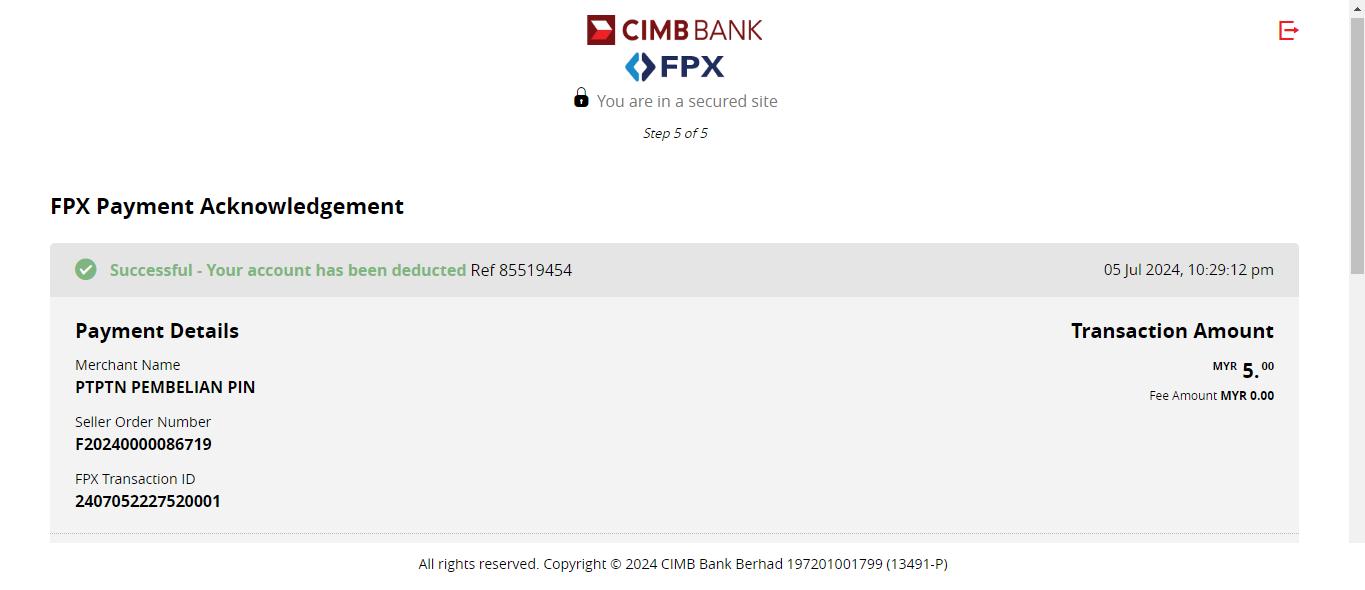 CIMB BANK
FPX
You are in a secured site
Step 5 of 5
FPX Payment Acknowledgement
Successful - Your account has been deducted Ref 85519454 05 Jul 2024, 10:29:12 pm
Payment Details Transaction Amount
Merchant Name
PTPTN PEMBELIAN PIN
MYR 5.00
Fee Amount MYR 0.00
Seller Order Number
F20240000086719
FPX Transaction ID
2407052227520001
All rights reserved. Copyright © 2024 CIMB Bank Berhad 197201001799 (13491-P)